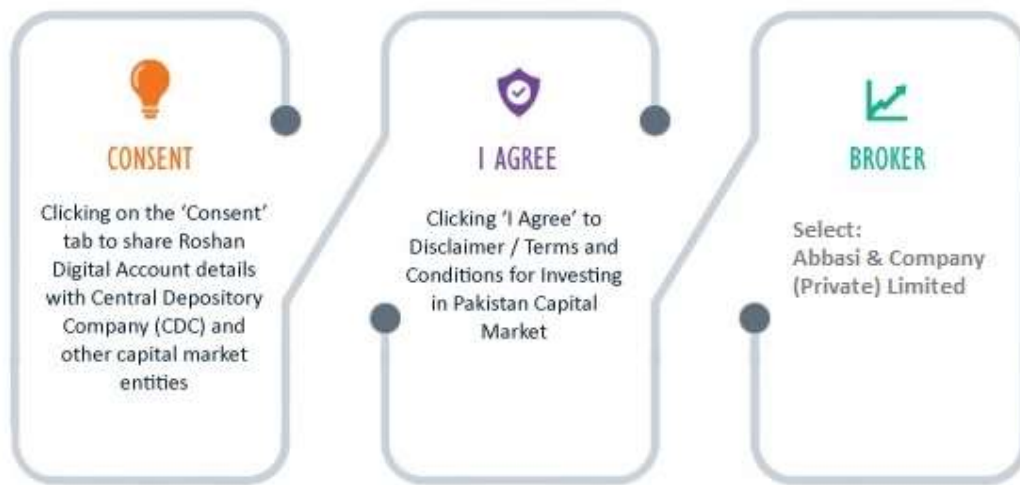 CONSENT
Clicking on the ‘Consent’
tab to share Roshan
Digital Account details
with Central Depository
Company (CDC) and
other capital market
entities
I AGREE
Clicking ‘I Agree’ to
Disclaimer / Terms and
Conditions for Investing
in Pakistan Capital
Market
BROKER
Select:
Abbasi & Company
(Private) Limited